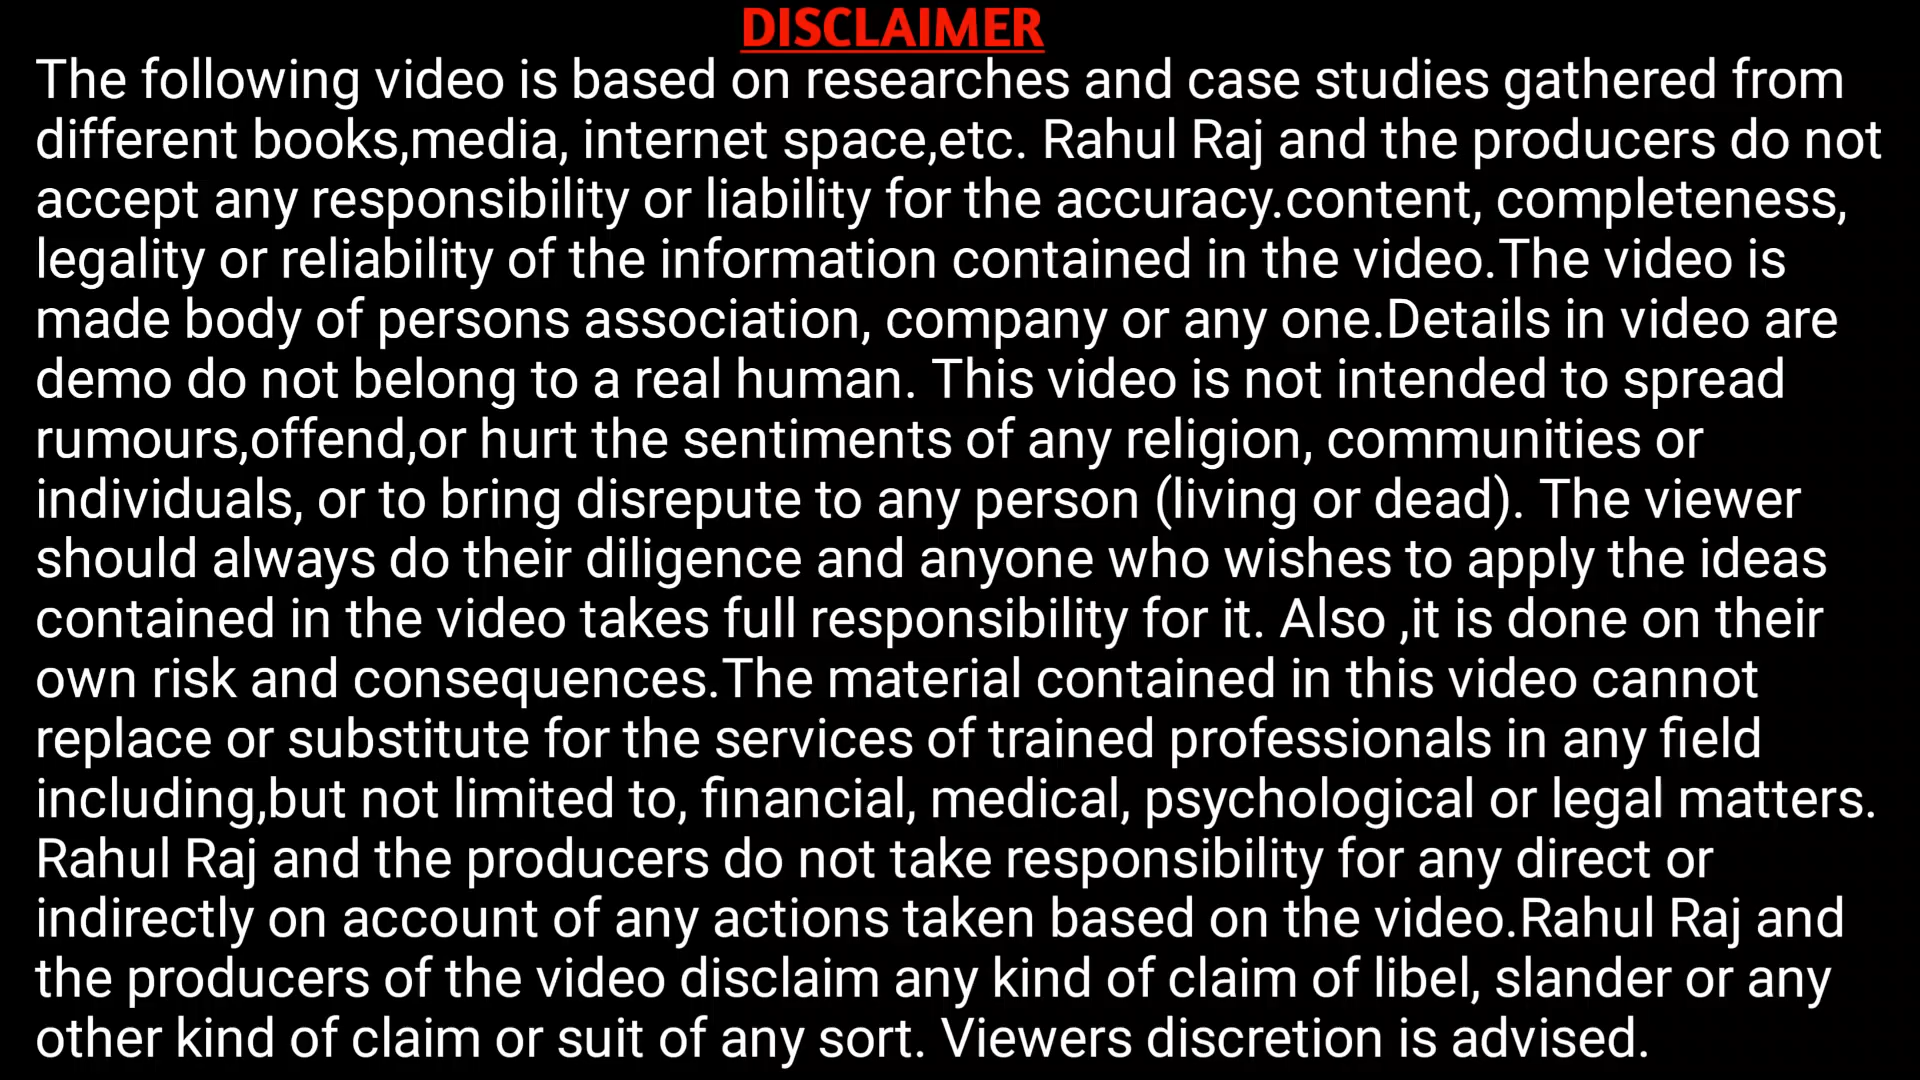 DISCLAIMER
The following video is based on researches and case studies gathered from
different books,media, internet space,etc. Rahul Raj and the producers do not
accept any responsibility or liability for the accuracy.content, completeness,
legality or reliability of the information contained in the video.The video is
made body of persons association, company or any one.Details in video are
demo do not belong to a real human. This video is not intended to spread
rumours,offend,or hurt the sentiments of any religion, communities or
individuals, or to bring disrepute to any person (living or dead). The viewer
should always do their diligence and anyone who wishes to apply the ideas
contained in the video takes full responsibility for it. Also ,it is done on their
own risk and consequences.The material contained in this video cannot
replace or substitute for the services of trained professionals in any field
including,but not limited to, financial, medical, psychological or legal matters.
Rahul Raj and the producers do not take responsibility for any direct or
indirectly on account of any actions taken based on the video.Rahul Raj and
the producers of the video disclaim any kind of claim of libel, slander or any
other kind of claim or suit of any sort. Viewers discretion is advised.